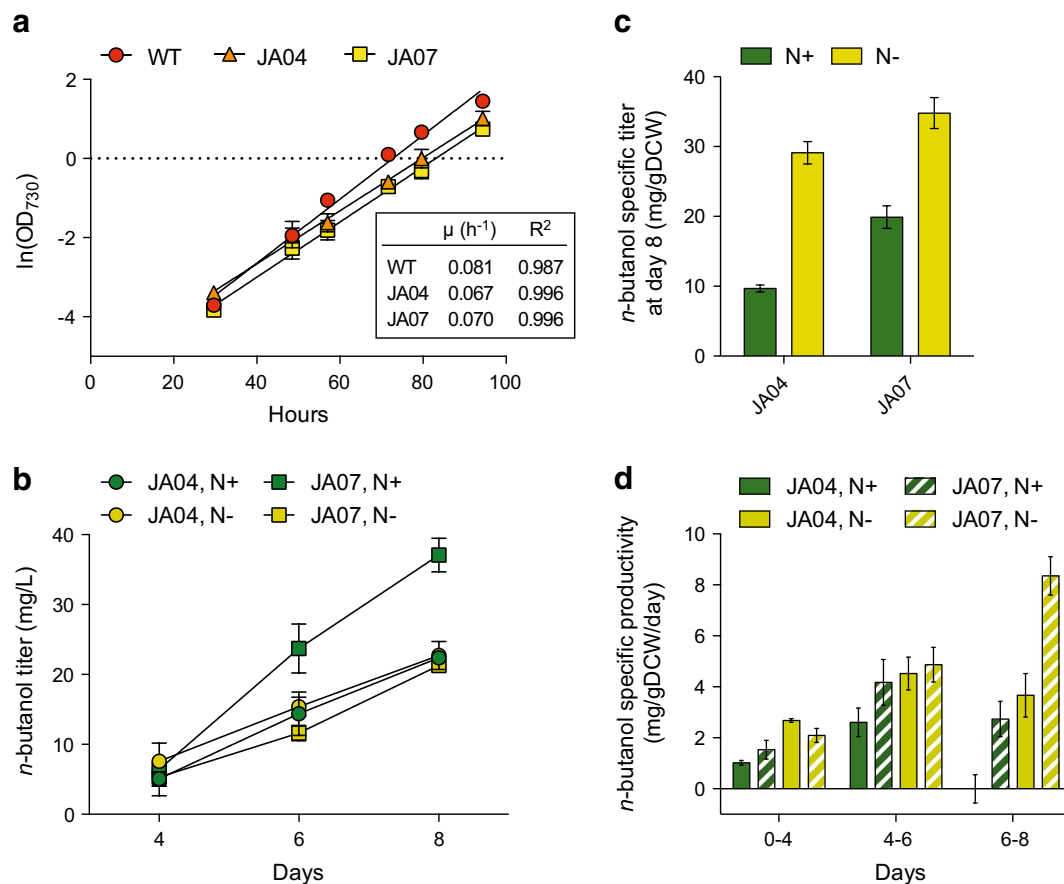 a
WT JA04 JA07
ln(OD730)
2
0
-2
-4
0 20 40 60 80 100
Hours
μ (h-1) R2
WT 0.081 0.987
JA04 0.067 0.996
JA07 0.070 0.996
c
N+ N-
n-butanol specific titer
at day 8 (mg/gDCW)
40
30
20
10
0
JA04 JA07
b
JA04, N+ JA07, N+
JA04, N- JA07, N-
n-butanol titer (mg/L)
40
30
20
10
0
4 6 8
Days
d
JA04, N+ JA07, N+
JA04, N- JA07, N-
n-butanol specific productivity
(mg/gDCW/day)
10
8
6
4
2
0
0-4 4-6 6-8
Days